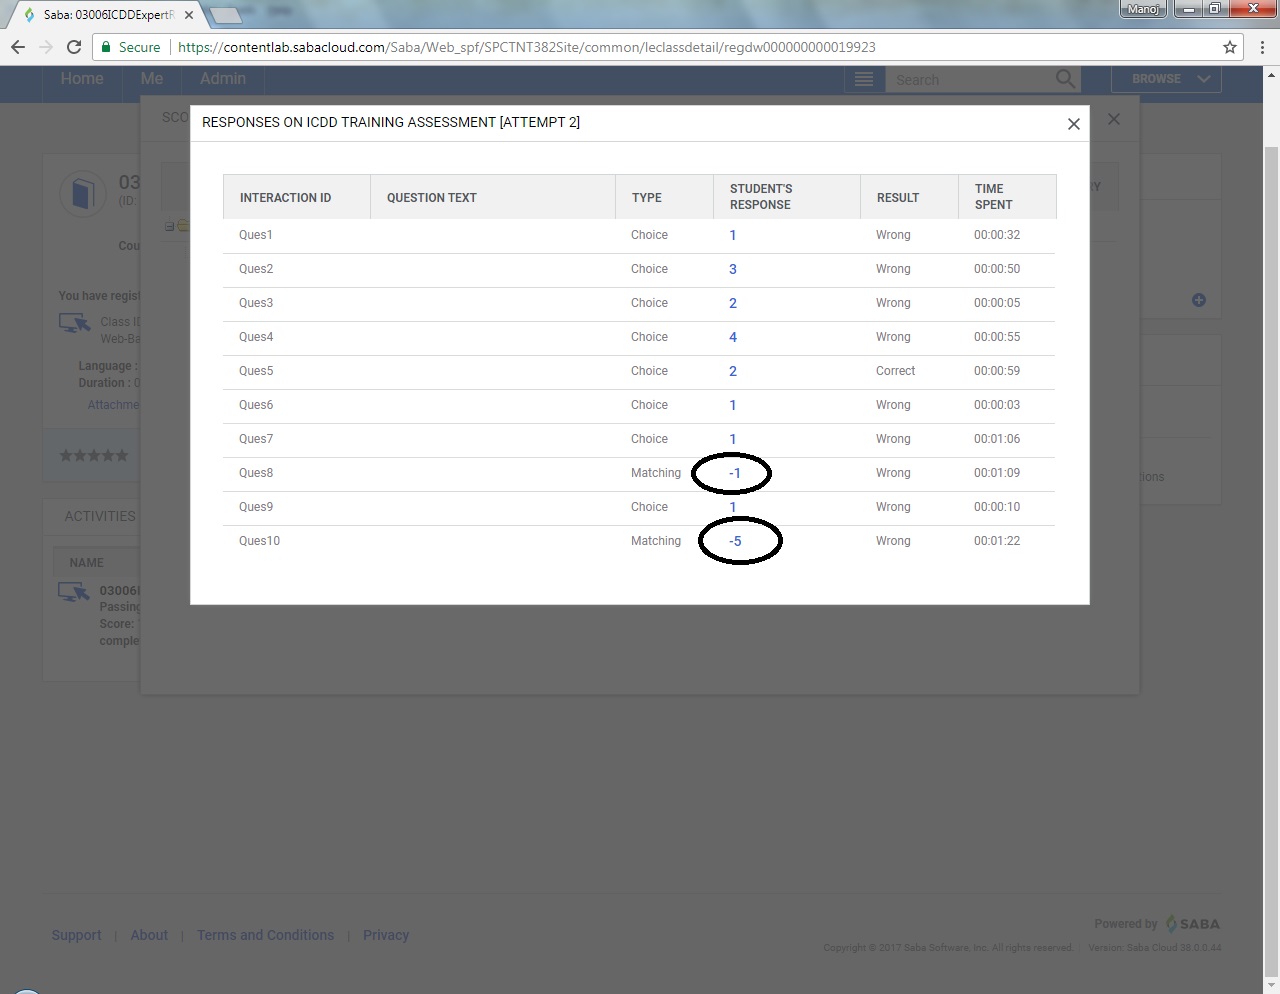 Saba: 03006ICDDExpertR
Manoj
Secure https://contentlab.sabacloud.com/Saba/Web_spf/SPCTNT382Site/common/leclassdetail/regdw000000000019923
Home Me Admin Search BROWSE
SCO
RESPONSES ON ICDD TRAINING ASSESSMENT [ATTEMPT 2]
INTERACTION ID QUESTION TEXT TYPE STUDENT'S RESPONSE RESULT TIME SPENT
Ques1 Choice 1 Wrong 00:00:32
Ques2 Choice 3 Wrong 00:00:50
Ques3 Choice 2 Wrong 00:00:05
Ques4 Choice 4 Wrong 00:00:55
Ques5 Choice 2 Correct 00:00:59
Ques6 Choice 1 Wrong 00:00:03
Ques7 Choice 1 Wrong 00:01:06
Ques8 Matching -1 Wrong 00:01:09
Ques9 Choice 1 Wrong 00:00:10
Ques10 Matching -5 Wrong 00:01:22
03
(ID:
Cou
You have regist
Class ID
Web-Ba
Language :
Duration : 0
Attachme
ACTIVITIES
NAME
03006I
Passing
Score:
comple
RY
tions
Support | About | Terms and Conditions | Privacy
Powered by SABA
Copyright © 2017 Saba Software, Inc. All rights reserved. | Version: Saba Cloud 38.0.0.44